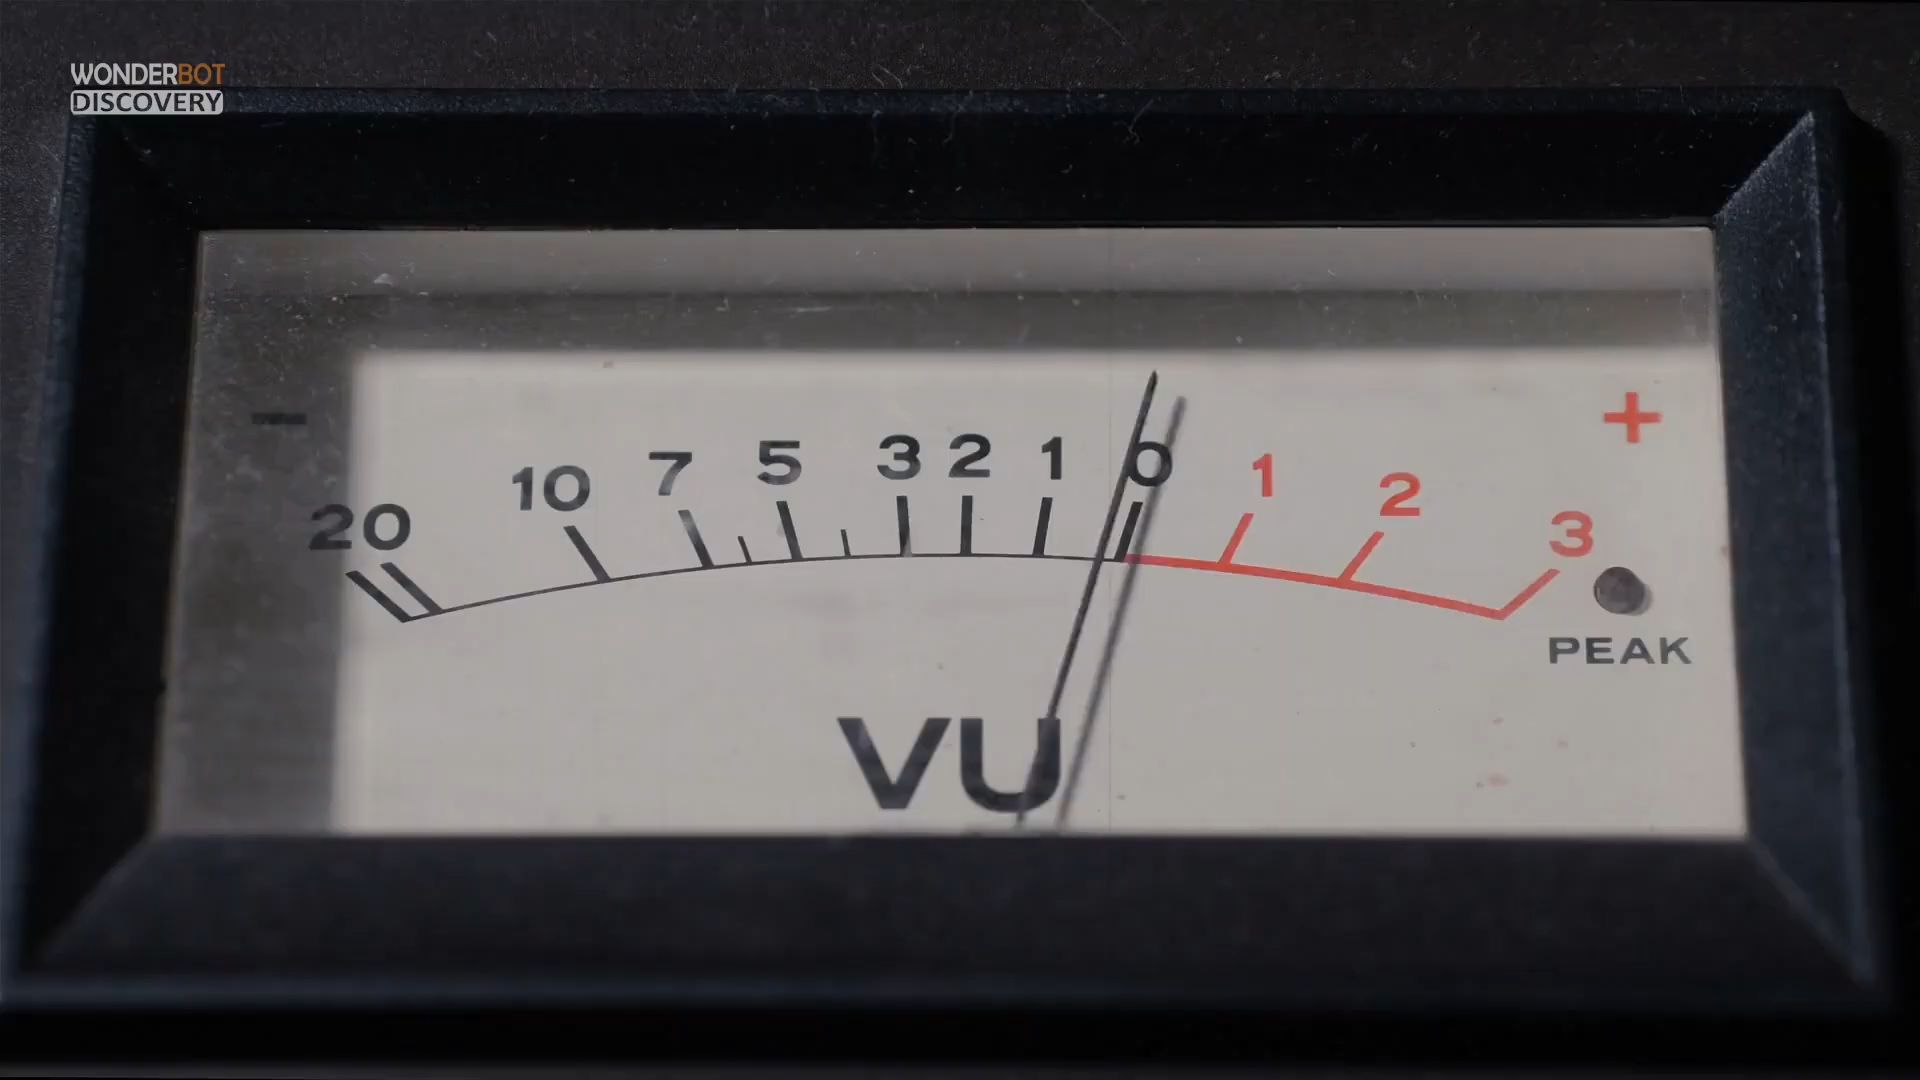 WONDERBOT
DISCOVERY
- 20 10 7 5 3 2 1 0 1 2 3 +
PEAK
VU